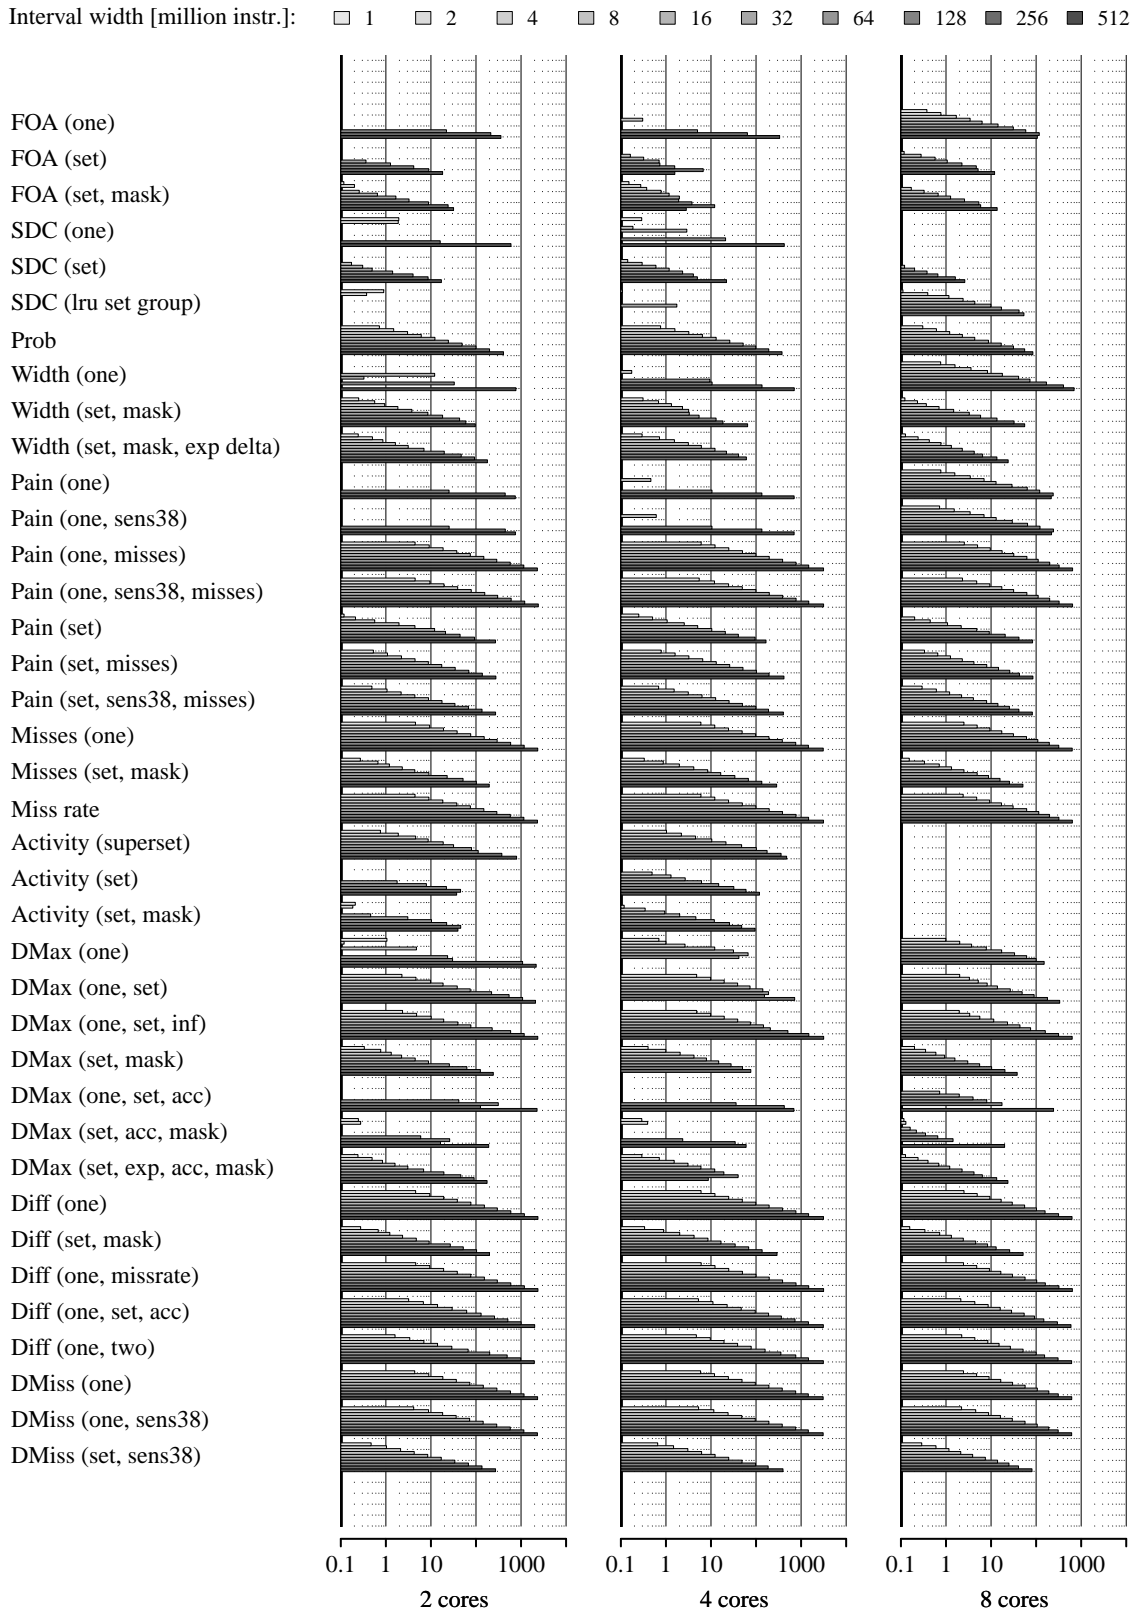 Interval width [million instr.]: 1 2 4 8 16 32 64 128 256 512
FOA (one)
FOA (set)
FOA (set, mask)
SDC (one)
SDC (set)
SDC (lru set group)
Prob
Width (one)
Width (set, mask)
Width (set, mask, exp delta)
Pain (one)
Pain (one, sens38)
Pain (one, misses)
Pain (one, sens38, misses)
Pain (set)
Pain (set, misses)
Pain (set, sens38, misses)
Misses (one)
Misses (set, mask)
Miss rate
Activity (superset)
Activity (set)
Activity (set, mask)
DMax (one)
DMax (one, set)
DMax (one, set, inf)
DMax (set, mask)
DMax (one, set, acc)
DMax (set, acc, mask)
DMax (set, exp, acc, mask)
Diff (one)
Diff (set, mask)
Diff (one, missrate)
Diff (one, set, acc)
Diff (one, two)
DMiss (one)
DMiss (one, sens38)
DMiss (set, sens38)
0.1 1 10 1000 0.1 1 10 1000 0.1 1 10 1000
2 cores 4 cores 8 cores